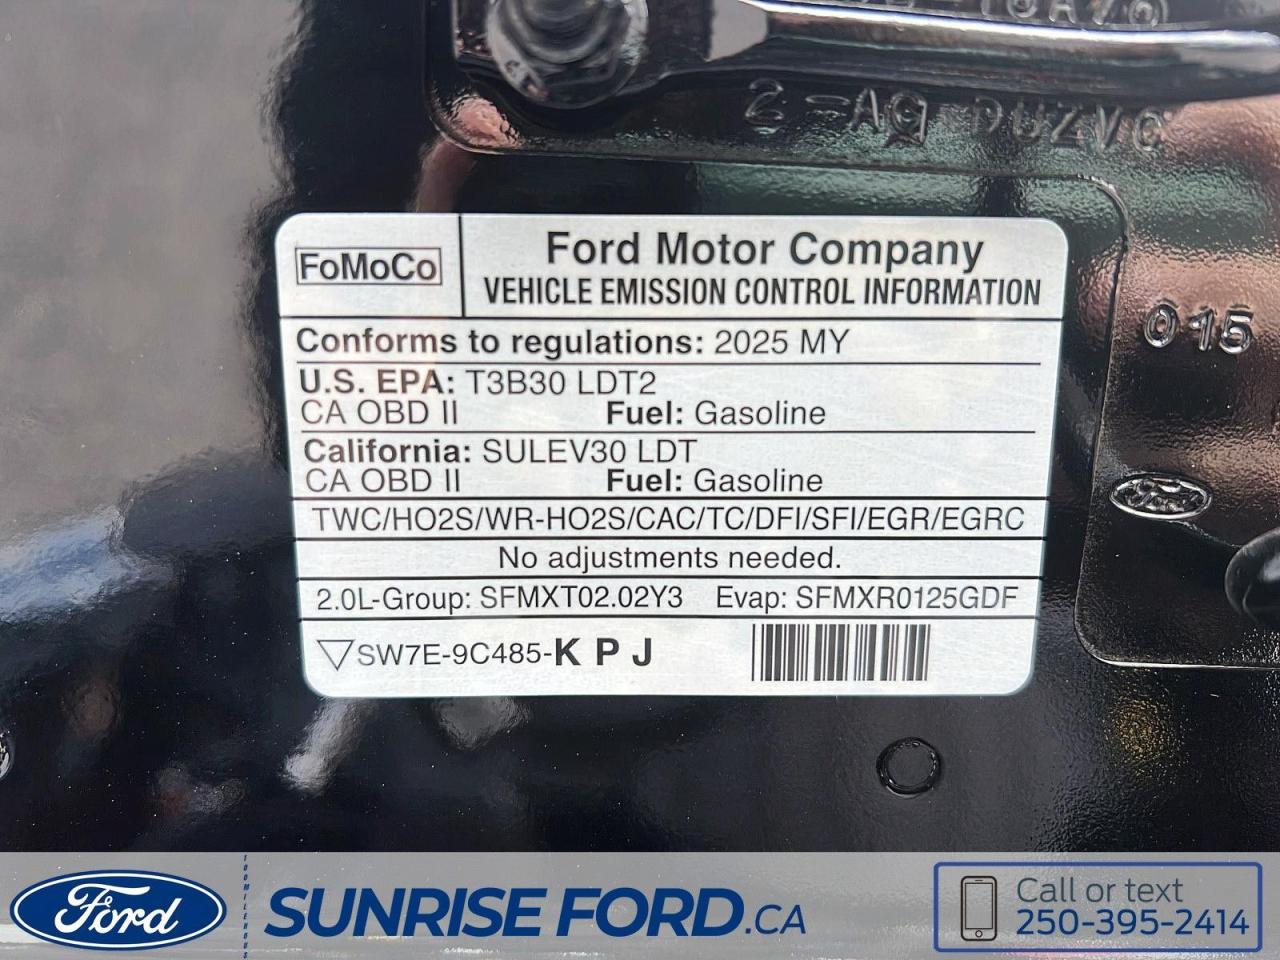 2-AQ-DUZVC
FoMoCo
Ford Motor Company
VEHICLE EMISSION CONTROL INFORMATION
Conforms to regulations: 2025 MY
U.S. EPA: T3B30 LDT2
CA OBD II Fuel: Gasoline
California: SULEV30 LDT
CA OBD II Fuel: Gasoline
TWC/HO2S/WR-HO2S/CAC/TC/DFI/SFI/EGR/EGRC
No adjustments needed.
2.0L-Group: SFMXT02.02Y3 Evap: SFMXR0125GDF
SW7E-9C485-K P J
015
Ford
Ford
SUNRISE FORD.CA
Call or text
250-395-2414